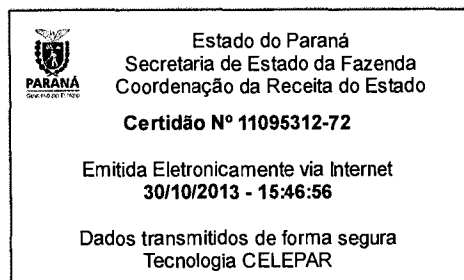 Estado do Paraná
Secretaria de Estado da Fazenda
Coordenação da Receita do Estado
PARANÁ
Certidão Nº 11095312-72
Emitida Eletronicamente via Internet
30/10/2013 - 15:46:56
Dados transmitidos de forma segura
Tecnologia CELEPAR